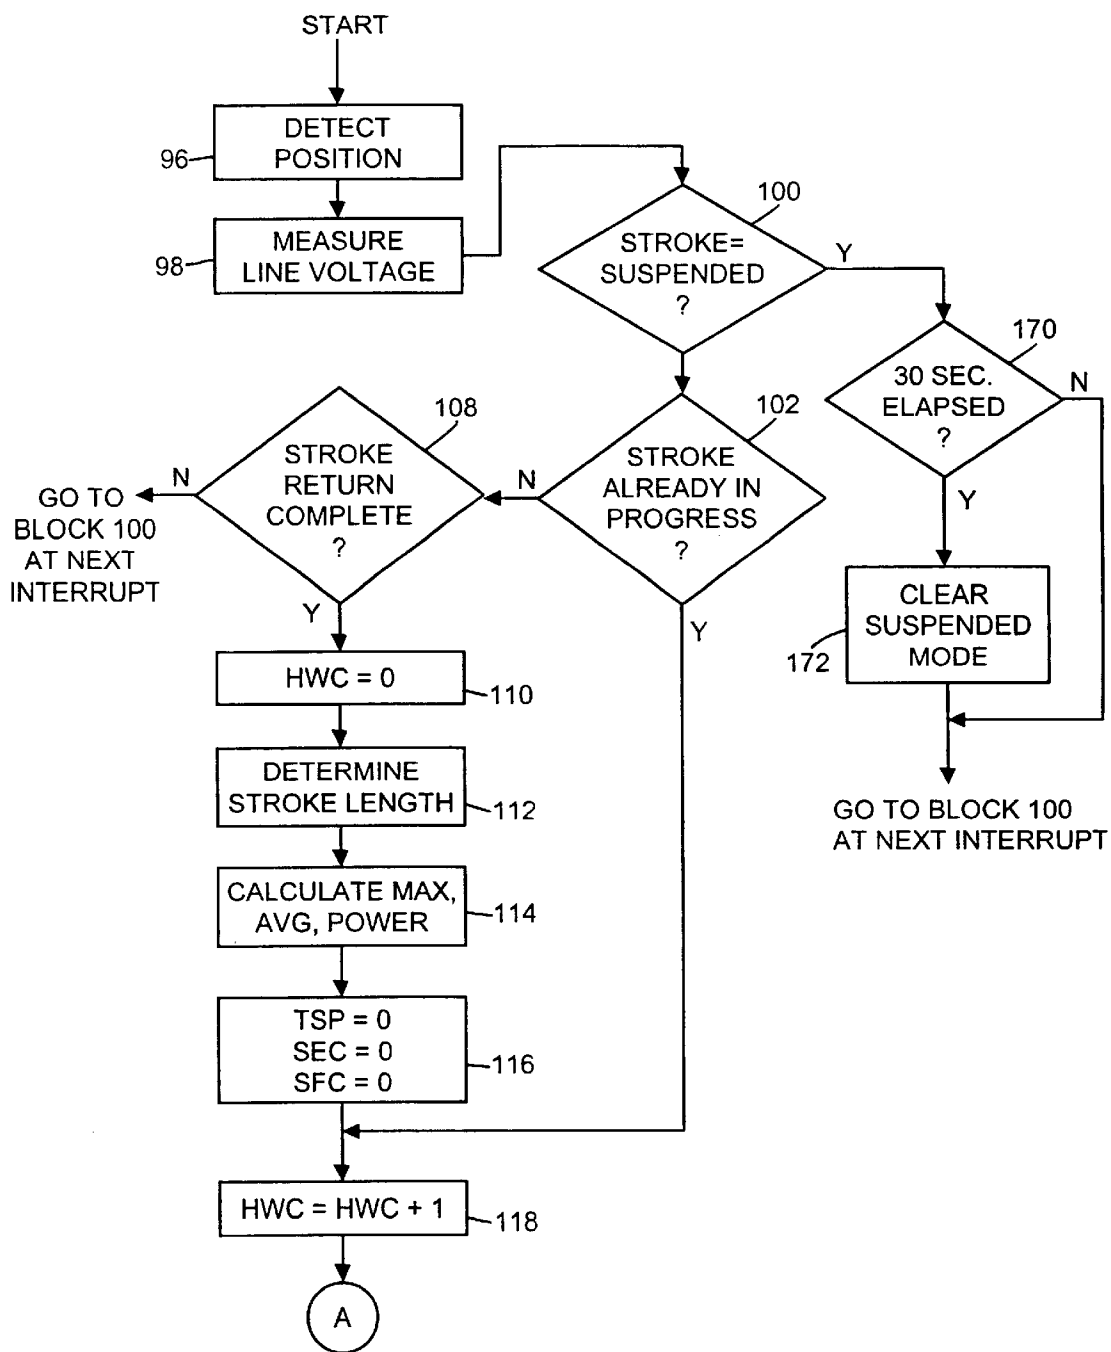 START
DETECT
POSITION
96
MEASURE
LINE VOLTAGE
98
STROKE=
SUSPENDED
?
100
Y
30 SEC.
ELAPSED
?
170
N
Y
CLEAR
SUSPENDED
MODE
172
GO TO BLOCK 100
AT NEXT INTERRUPT
STROKE
ALREADY IN
PROGRESS
?
102
N
Y
STROKE
RETURN
COMPLETE
?
108
N
GO TO
BLOCK 100
AT NEXT
INTERRUPT
Y
HWC = 0
110
DETERMINE
STROKE LENGTH
112
CALCULATE MAX,
AVG, POWER
114
TSP = 0
SEC = 0
SFC = 0
116
HWC = HWC + 1
118
A